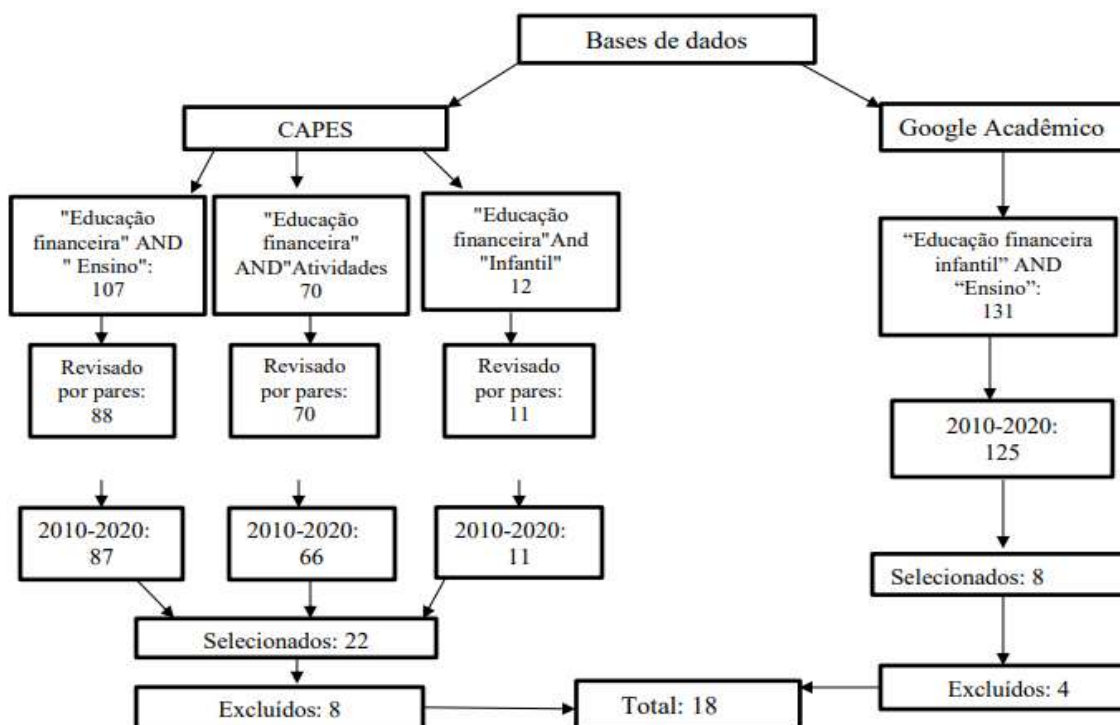 Bases de dados
CAPES
Google Acadêmico
"Educação
financeira" AND
" Ensino":
107
"Educação
financeira"
AND"Atividades
70
"Educação
financeira"And
"Infantil"
12
“Educação financeira
infantil” AND
“Ensino”:
131
Revisado
por pares:
88
Revisado
por pares:
70
Revisado
por pares:
11
2010-2020:
125
2010-2020:
87
2010-2020:
66
2010-2020:
11
Selecionados: 8
Selecionados: 22
Excluídos: 4
Excluídos: 8
Total: 18